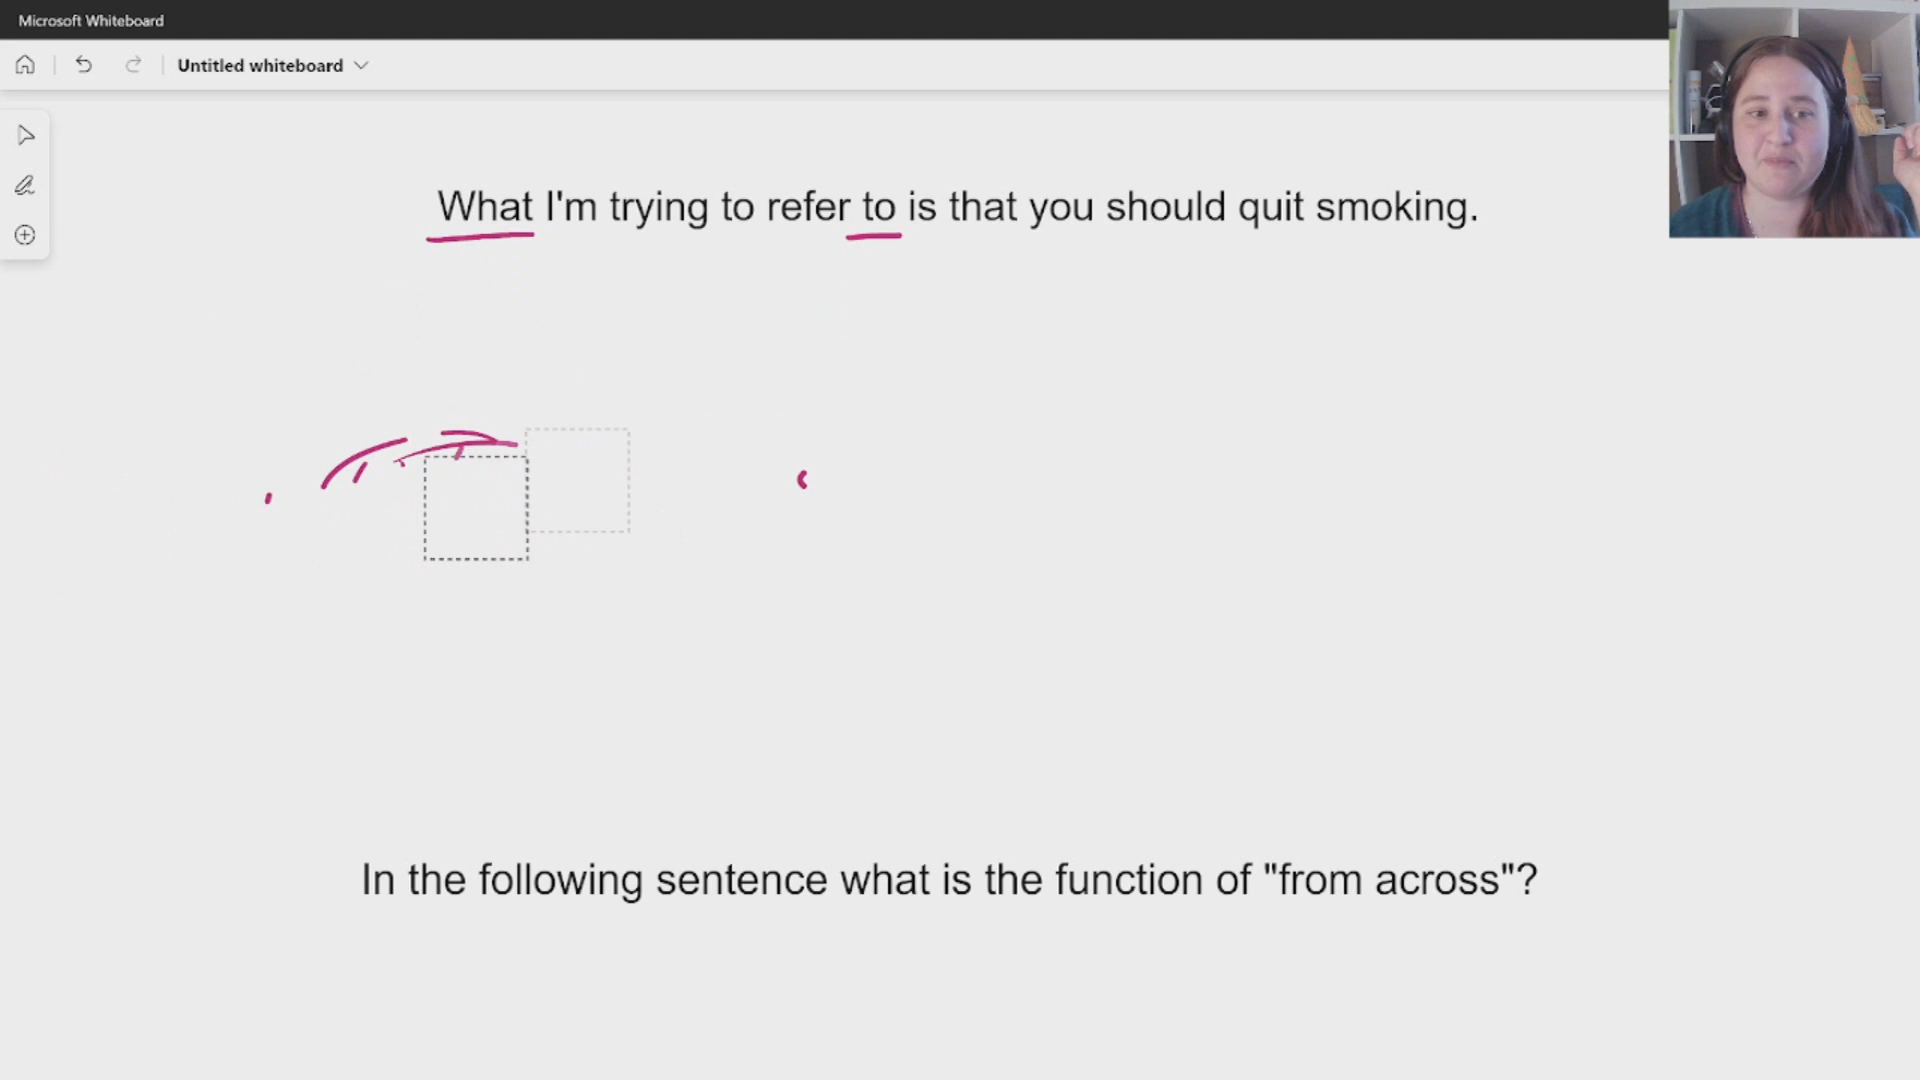 Microsoft Whiteboard
Untitled whiteboard
What I'm trying to refer to is that you should quit smoking.
In the following sentence what is the function of "from across"?